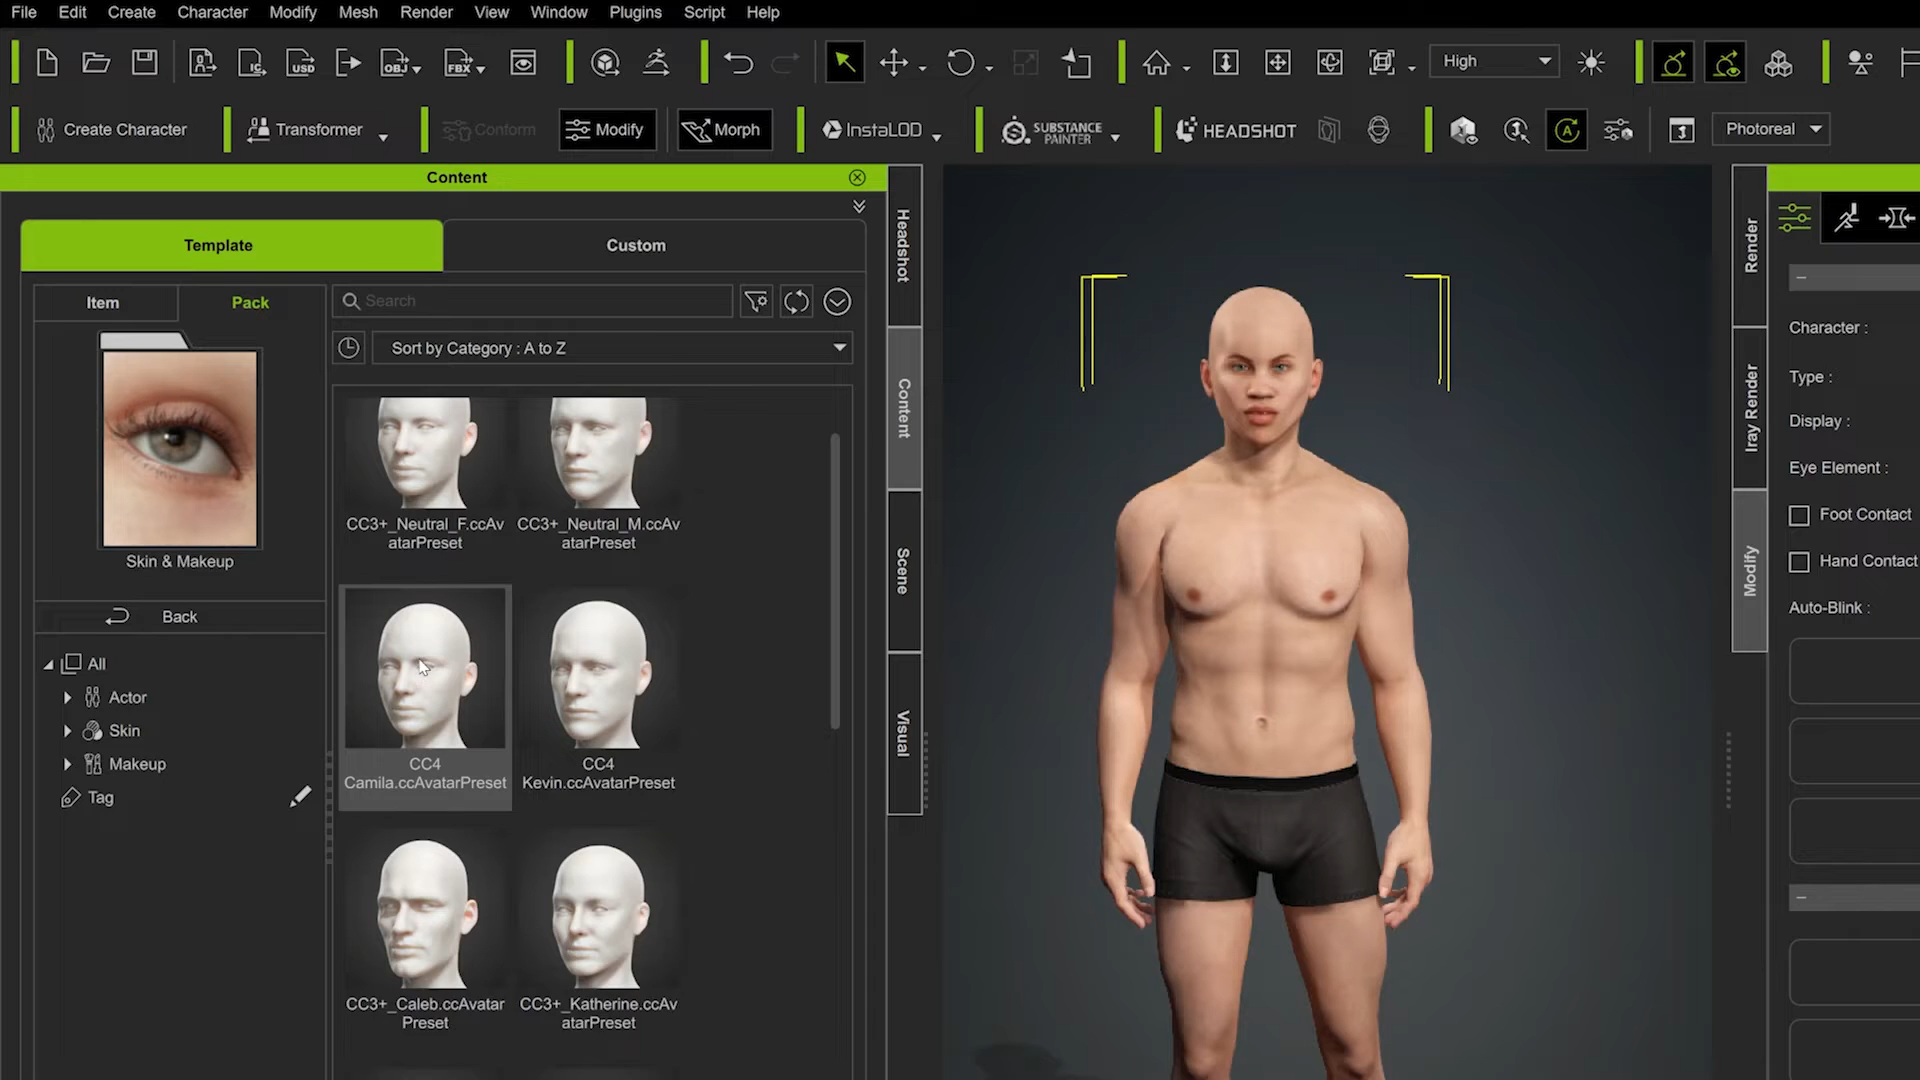 File Edit Create Character Modify Mesh Render View Window Plugins Script Help
IC USD OBJ FBX High
Create Character Transformer Conform Modify Morph InstaLOD SUBSTANCE PAINTER HEADSHOT A Photoreal
Content
Template Custom
Item Pack Search
Sort by Category : A to Z
Skin & Makeup
Back
All
Actor
Skin
Makeup
Tag
CC3+_Neutral_F.ccAv
atarPreset
CC3+_Neutral_M.ccAv
atarPreset
CC4
Camila.ccAvatarPreset
CC4
Kevin.ccAvatarPreset
CC3+_Caleb.ccAvatar
Preset
CC3+_Katherine.ccAv
atarPreset
Headshot
Content
Scene
Visual
Render
Iray Render
Modify
Character :
Type :
Display :
Eye Element :
Foot Contact
Hand Contact
Auto-Blink :